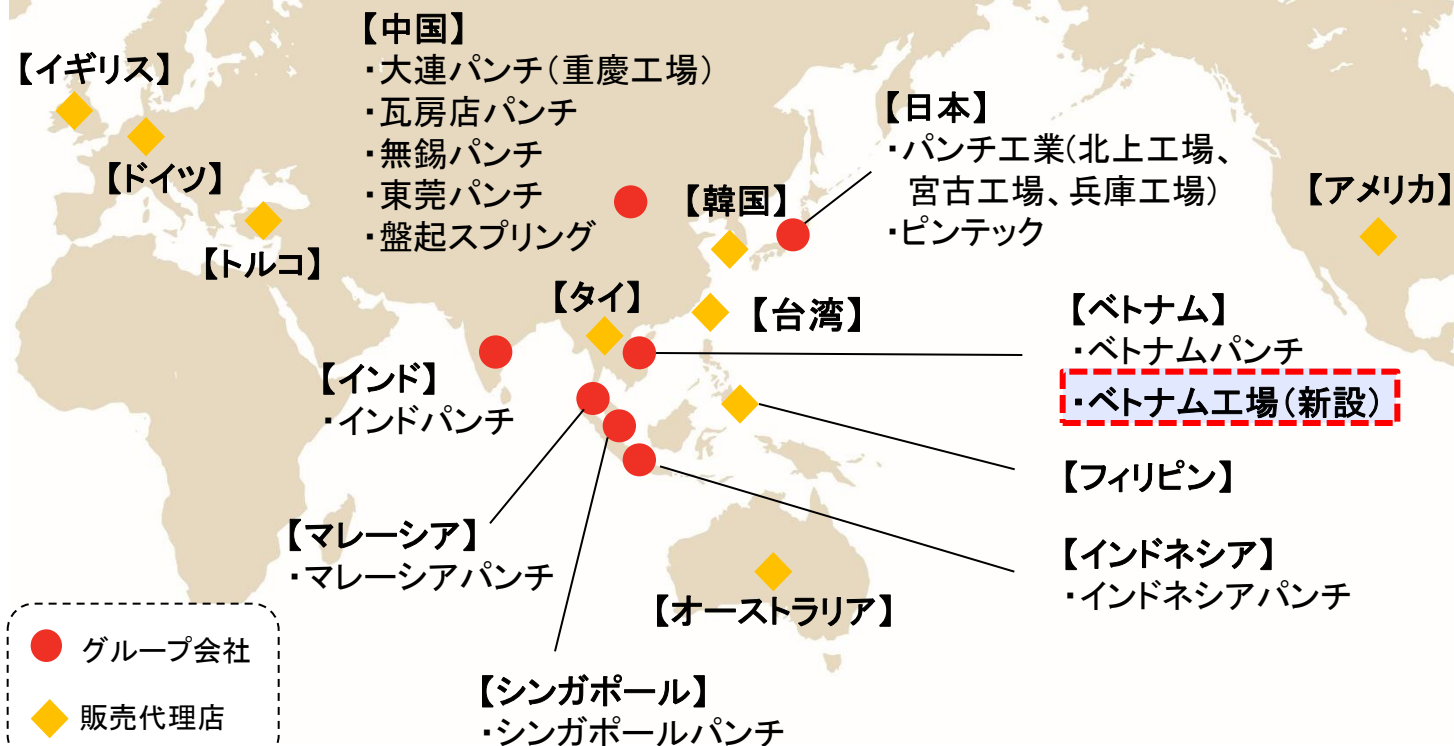 【中国】
・大連パンチ(重慶工場)
・瓦房店パンチ
・無錫パンチ
・東莞パンチ
・盤起スプリング
【イギリス】
【ドイツ】
【トルコ】
【日本】
・パンチ工業(北上工場、
宮古工場、兵庫工場)
・ピンテック
【韓国】
【アメリカ】
【タイ】
【台湾】
【ベトナム】
・ベトナムパンチ
・ベトナム工場(新設)
【インド】
・インドパンチ
【フィリピン】
【マレーシア】
・マレーシアパンチ
【インドネシア】
・インドネシアパンチ
【オーストラリア】
【シンガポール】
・シンガポールパンチ
グループ会社
販売代理店